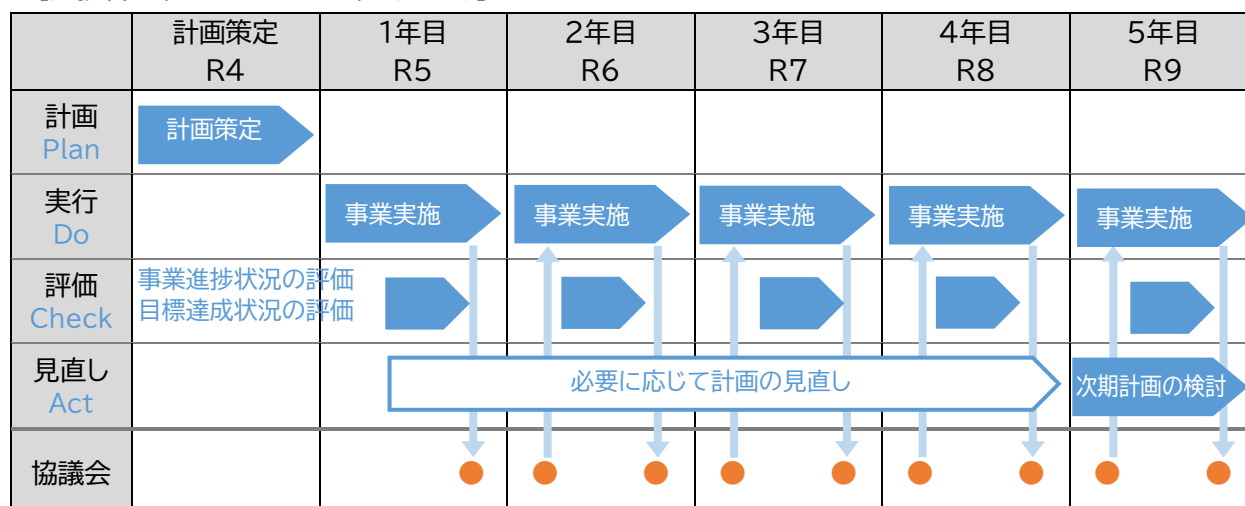 計画策定 1年目 2年目 3年目 4年目 5年目
R4 R5 R6 R7 R8 R9
計画
Plan
計画策定
実行
Do
事業実施 事業実施 事業実施 事業実施 事業実施
評価
Check
事業進捗状況の評価
目標達成状況の評価
見直し
Act
必要に応じて計画の見直し
次期計画の検討
協議会